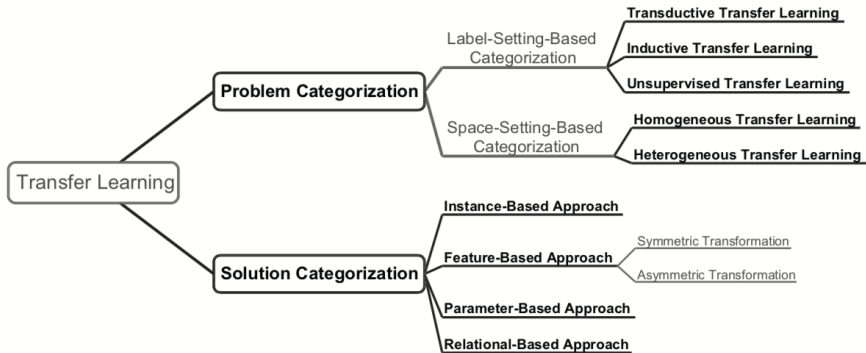 Transfer Learning
Problem Categorization
Label-Setting-Based
Categorization
Transductive Transfer Learning
Inductive Transfer Learning
Unsupervised Transfer Learning
Space-Setting-Based
Categorization
Homogeneous Transfer Learning
Heterogeneous Transfer Learning
Solution Categorization
Instance-Based Approach
Feature-Based Approach
Symmetric Transformation
Asymmetric Transformation
Parameter-Based Approach
Relational-Based Approach